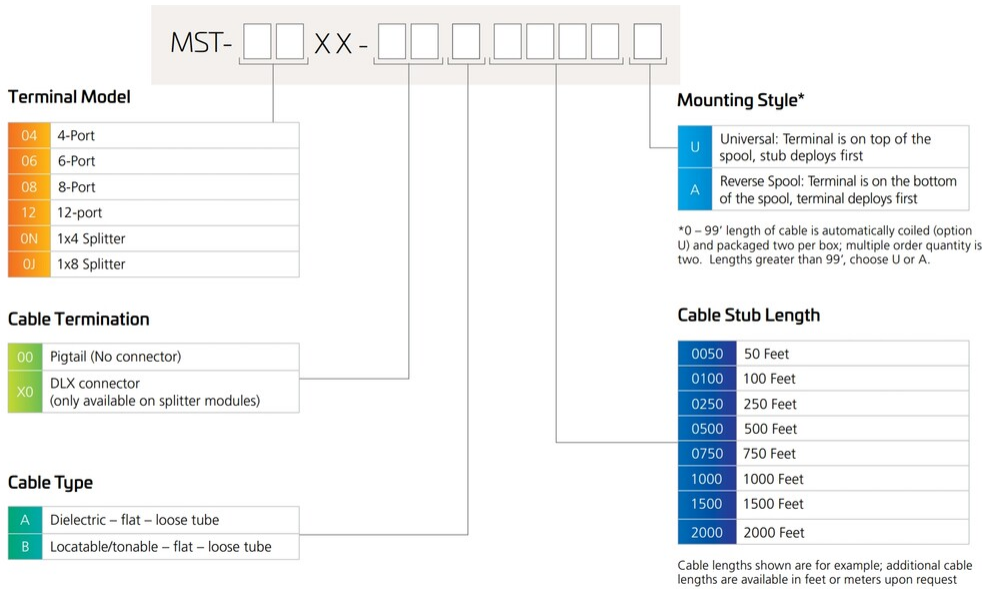 MST- XX -
Terminal Model
04 4-Port
06 6-Port
08 8-Port
12 12-port
0N 1x4 Splitter
0J 1x8 Splitter
Cable Termination
00 Pigtail (No connector)
X0 DLX connector
(only available on splitter modules)
Cable Type
A Dielectric – flat – loose tube
B Locatable/tonable – flat – loose tube
Mounting Style*
U Universal: Terminal is on top of the
spool, stub deploys first
A Reverse Spool: Terminal is on the bottom
of the spool, terminal deploys first
*0 – 99’ length of cable is automatically coiled (option
U) and packaged two per box; multiple order quantity is
two. Lengths greater than 99’, choose U or A.
Cable Stub Length
0050 50 Feet
0100 100 Feet
0250 250 Feet
0500 500 Feet
0750 750 Feet
1000 1000 Feet
1500 1500 Feet
2000 2000 Feet
Cable lengths shown are for example; additional cable
lengths are available in feet or meters upon request